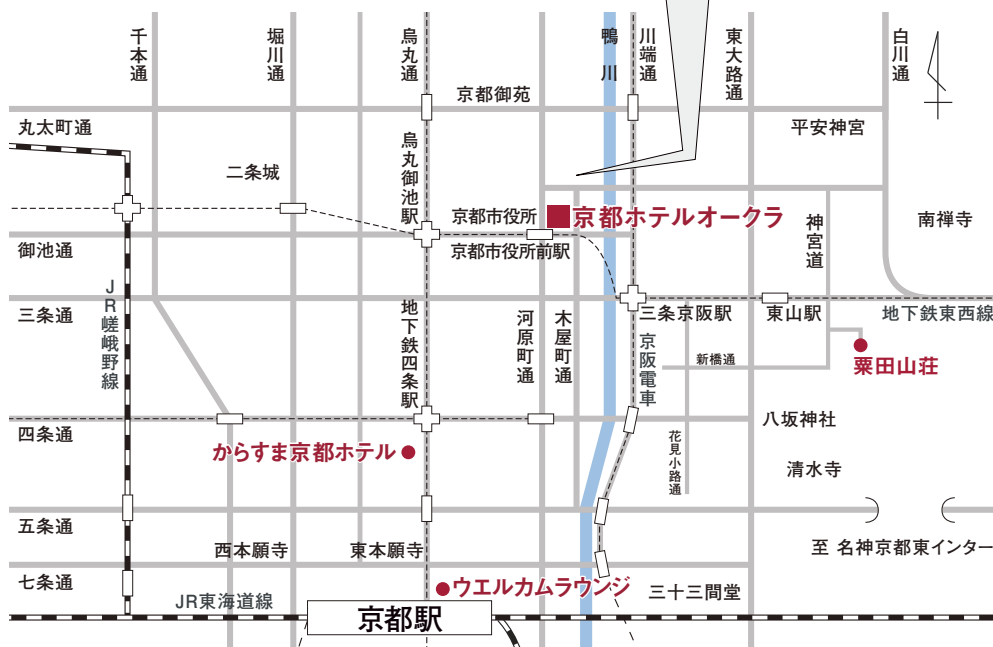 千本通
堀川通
烏丸通
鴨川
川端通
東大路通
白川通
京都御苑
丸太町通
平安神宮
烏丸御池駅
二条城
京都市役所
京都ホテルオークラ
神宮道
南禅寺
御池通
京都市役所前駅
JR嵯峨野線
三条通
地下鉄四条駅
河原町通
木屋町通
三条京阪駅
東山駅
地下鉄東西線
京阪電車
新橋通
粟田山荘
四条通
からすま京都ホテル
花見小路通
八坂神社
清水寺
五条通
西本願寺
東本願寺
至 名神京都東インター
七条通
ウエルカムラウンジ
三十三間堂
JR東海道線
京都駅